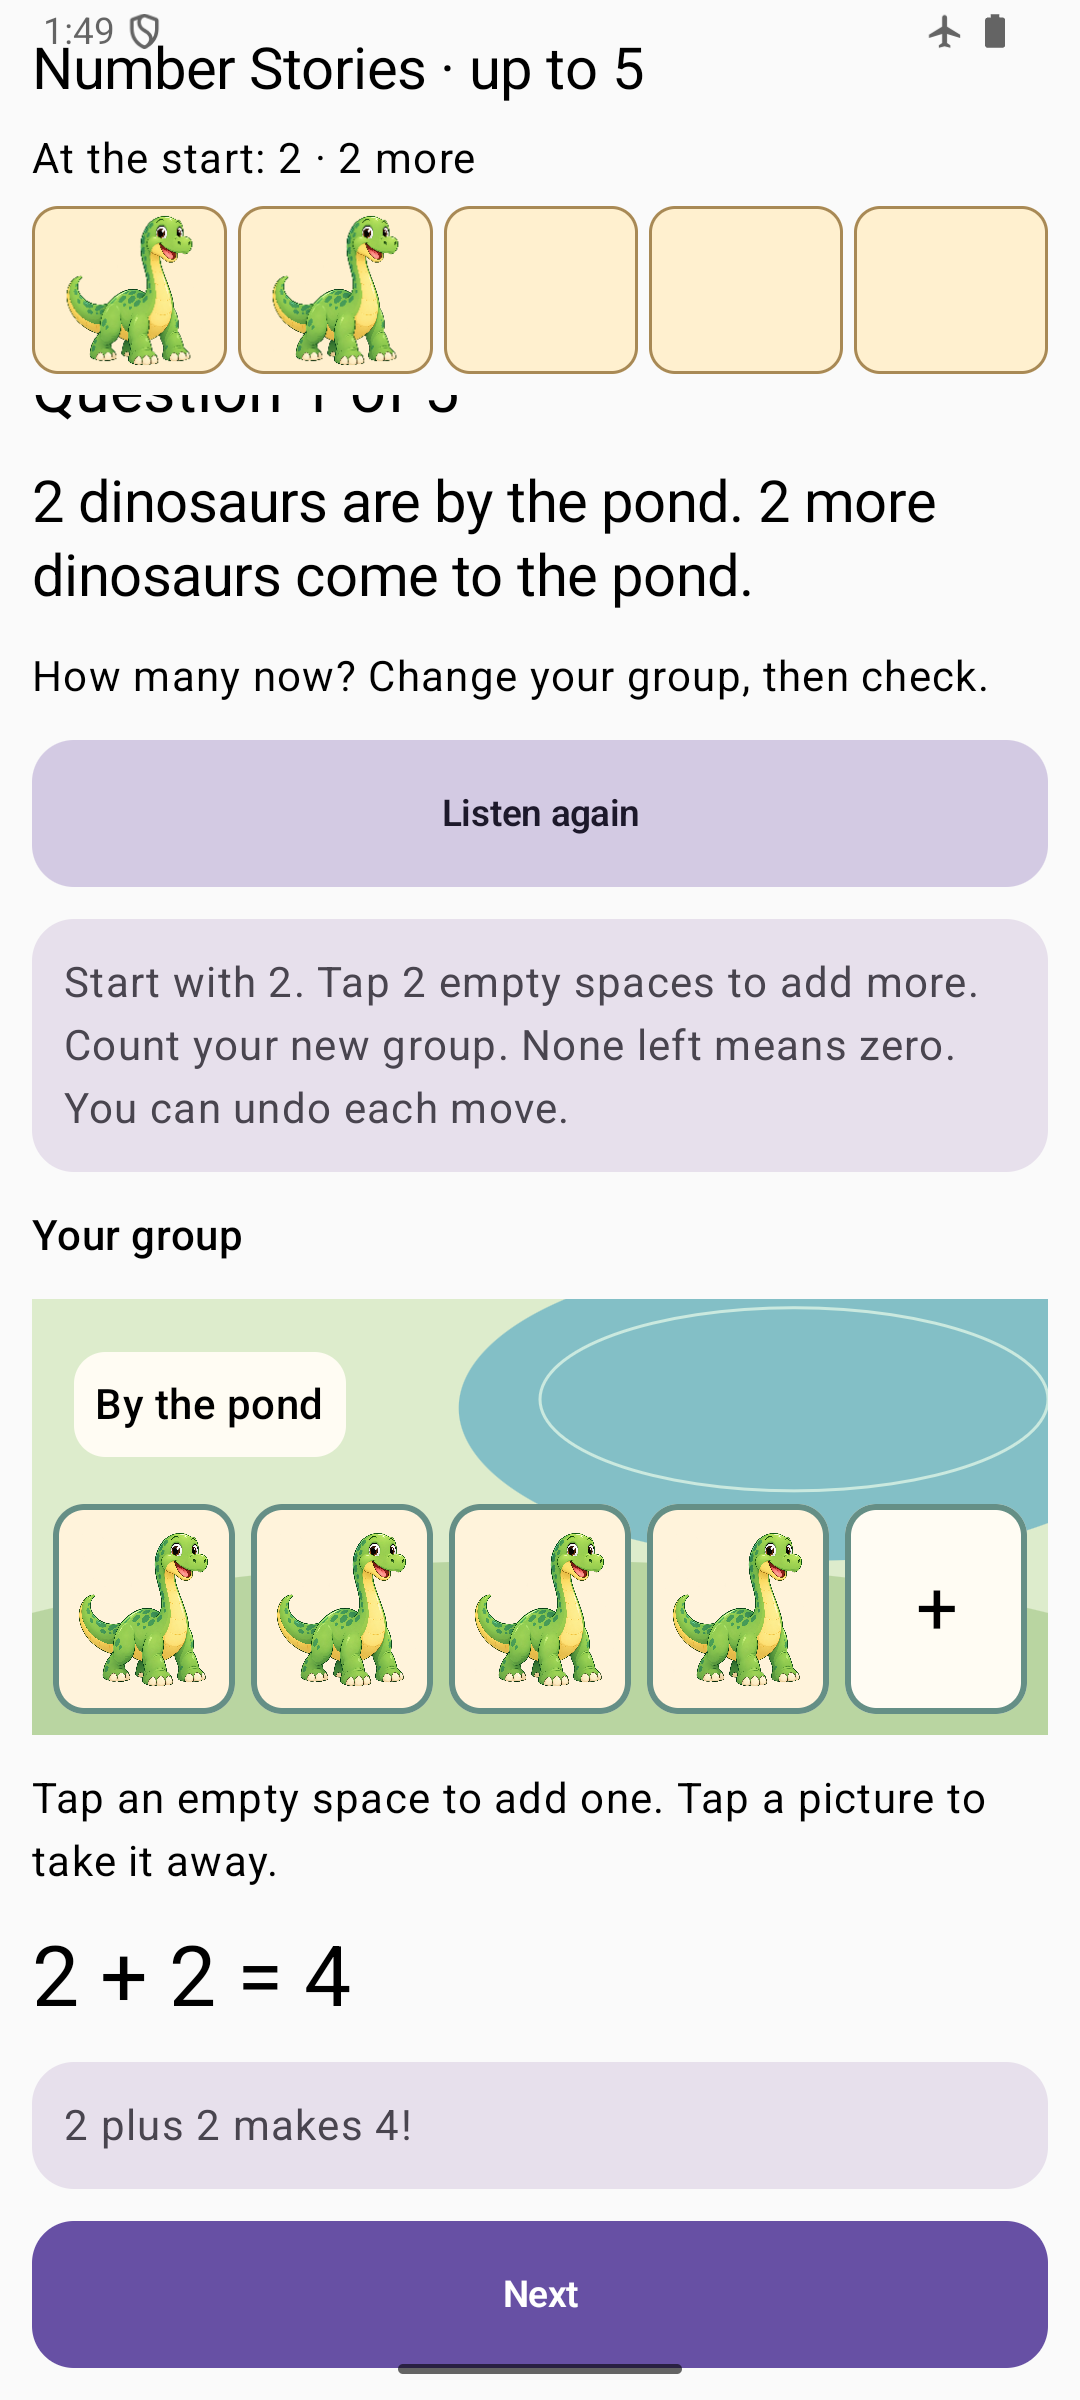 1:49
Number Stories · up to 5
At the start: 2 · 2 more
Question 1 of 5
2 dinosaurs are by the pond. 2 more
dinosaurs come to the pond.
How many now? Change your group, then check.
Listen again
Start with 2. Tap 2 empty spaces to add more.
Count your new group. None left means zero.
You can undo each move.
Your group
By the pond
+
Tap an empty space to add one. Tap a picture to
take it away.
2 + 2 = 4
2 plus 2 makes 4!
Next